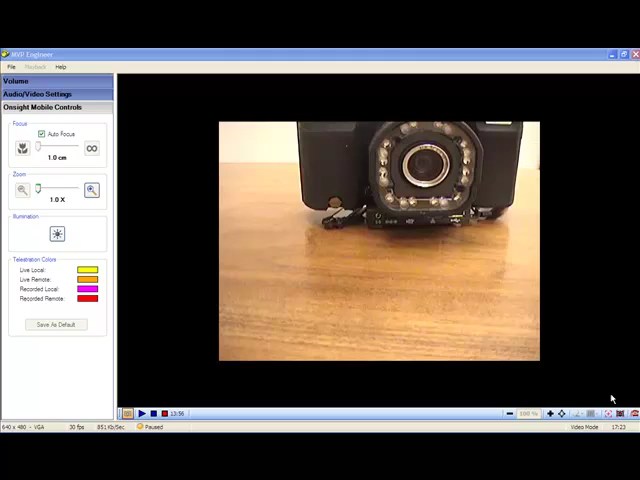 MVP Engineer
File Playback Help
Volume
Audio/Video Settings
Onsight Mobile Controls
Focus
Auto Focus
1.0 cm
Zoom
1.0 X
Illumination
Telestration Colors
Live Local:
Live Remote:
Recorded Local:
Recorded Remote:
Save As Default
13:56
100 %
640 x 480 - VGA 30 fps 851 Kb/Sec Paused Video Mode 17:23